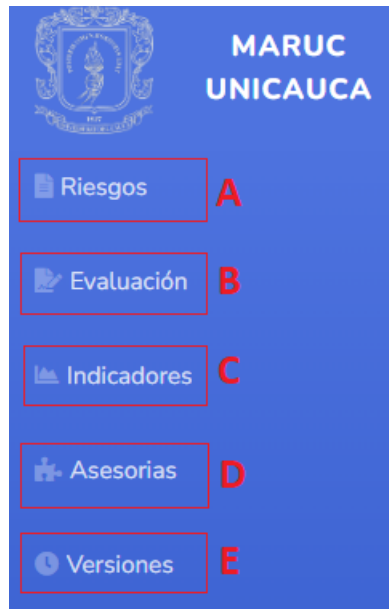 MARUC
UNICAUCA
Riesgos A
Evaluación B
Indicadores C
Asesorias D
Versiones E